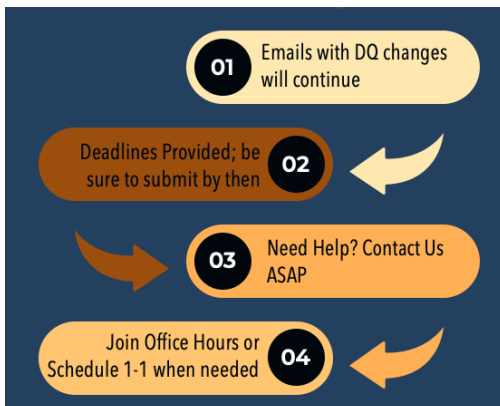 01
Emails with DQ changes
will continue
Deadlines Provided; be
sure to submit by then
02
03
Need Help? Contact Us
ASAP
Join Office Hours or
Schedule 1-1 when needed
04